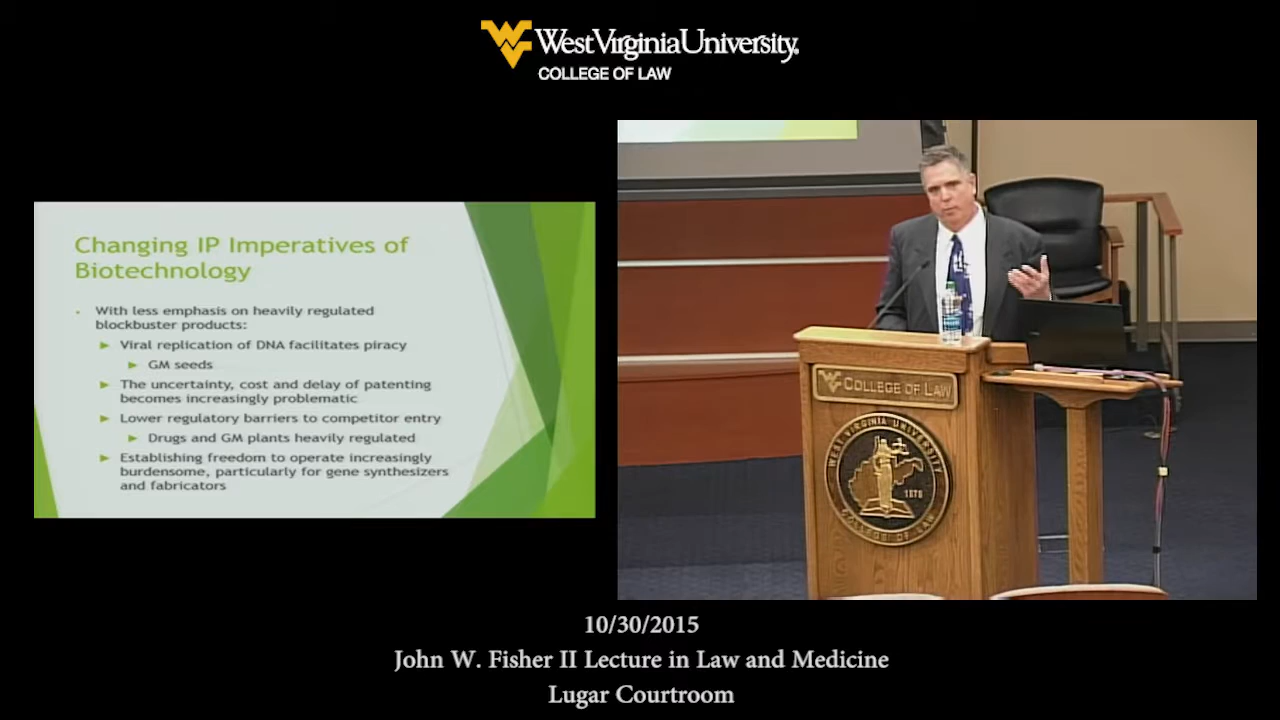 WestVirginiaUniversity.
COLLEGE OF LAW
Changing IP Imperatives of
Biotechnology
With less emphasis on heavily regulated
blockbuster products:
Viral replication of DNA facilitates piracy
GM seeds
The uncertainty, cost and delay of patenting
becomes increasingly problematic
Lower regulatory barriers to competitor entry
Drugs and GM plants heavily regulated
Establishing freedom to operate increasingly
burdensome, particularly for gene synthesizers
and fabricators
COLLEGE OF LAW
WEST VIRGINIA UNIVERSITY
1878
COLLEGE OF LAW
10/30/2015
John W. Fisher II Lecture in Law and Medicine
Lugar Courtroom